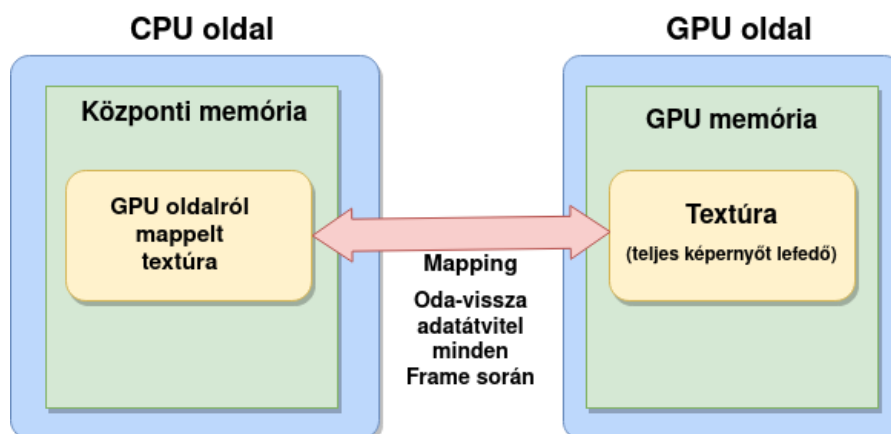 CPU oldal
Központi memória
GPU oldalról
mappelt
textúra
Mapping
Oda-vissza
adatátvitel
minden
Frame során
GPU oldal
GPU memória
Textúra
(teljes képernyőt lefedő)